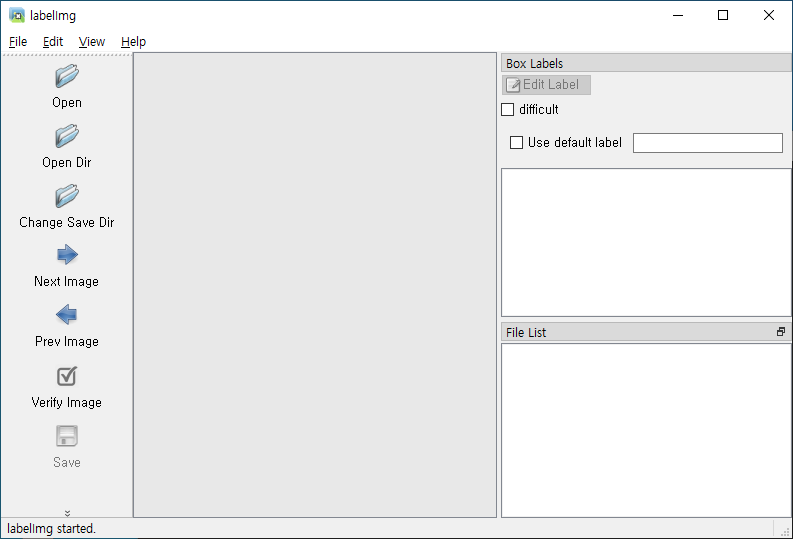 labelImg
File Edit View Help
Open
Open Dir
Change Save Dir
Next Image
Prev Image
Verify Image
Save
Box Labels
Edit Label
difficult
Use default label
File List
labelImg started.